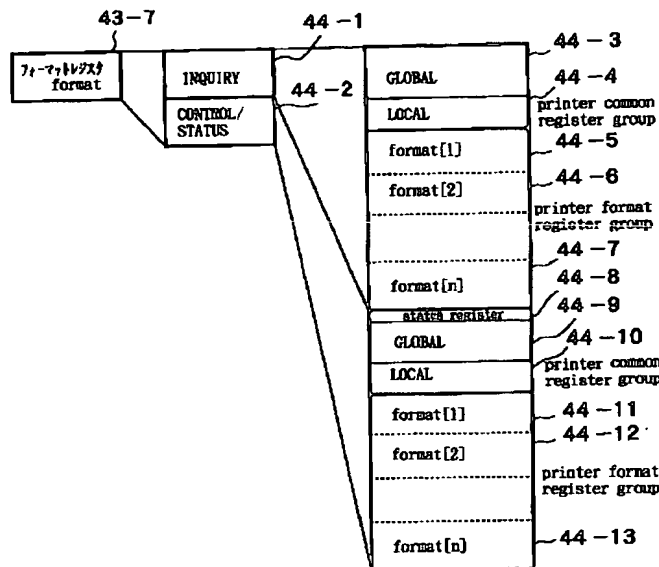 43-7
フォーマットレジスタ
format
44-1
INQUIRY
44-2
CONTROL/
STATUS
44-3
GLOBAL
44-4
LOCAL
printer common
register group
format[1]
44-5
format[2]
44-6
printer format
register group
44-7
format[n]
44-8
status register
44-9
GLOBAL
44-10
LOCAL
printer common
register group
format[1]
44-11
format[2]
44-12
printer format
register group
format[n]
44-13